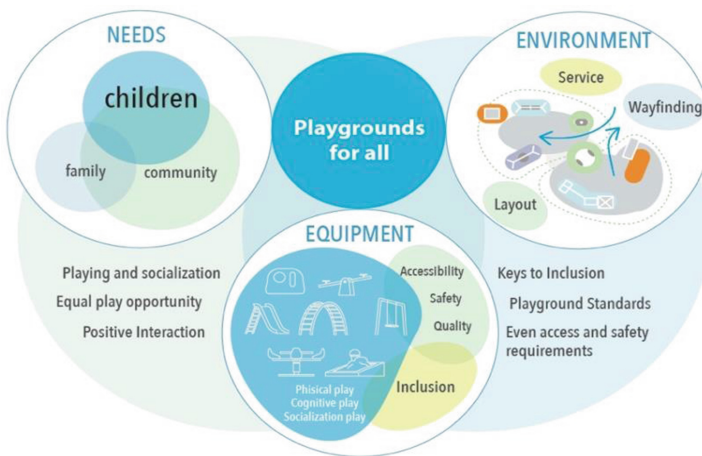 NEEDS
children
family
community
Playgrounds
for all
ENVIRONMENT
Service
Wayfinding
Layout
EQUIPMENT
Accessibility
Safety
Quality
Inclusion
Phisical play
Cognitive play
Socialization play
Playing and socialization
Equal play opportunity
Positive Interaction
Keys to Inclusion
Playground Standards
Even access and safety
requirements